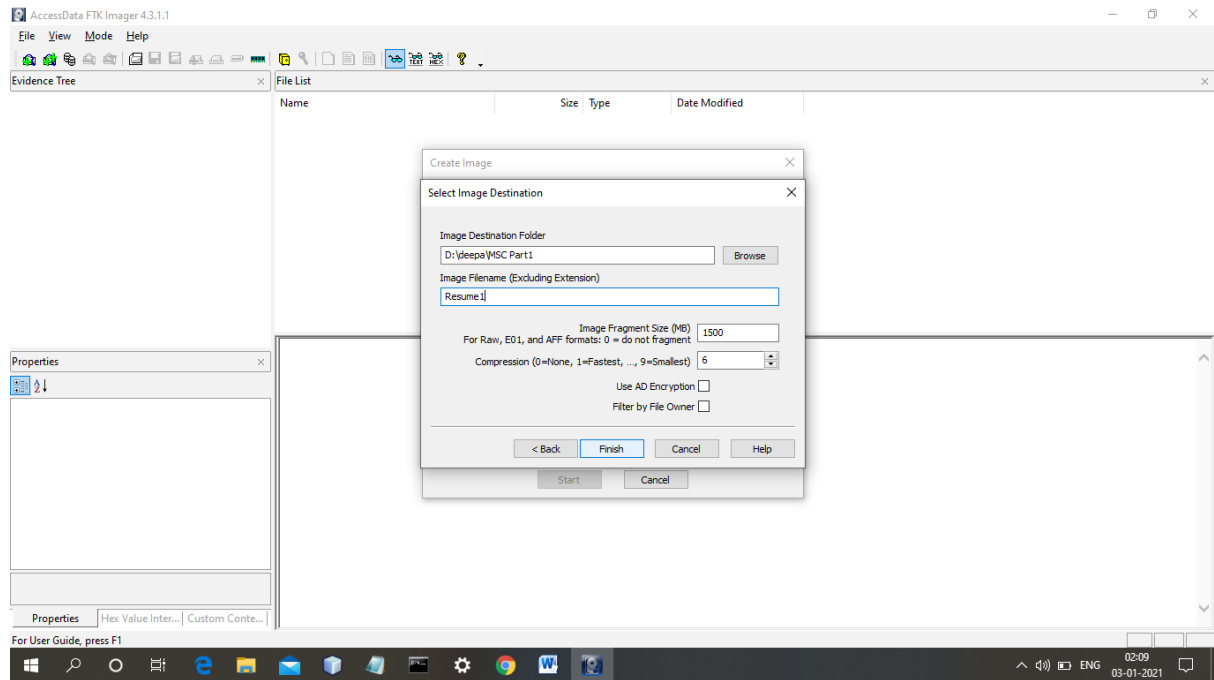 AccessData FTK Imager 4.3.1.1
File View Mode Help
TEXT HEX
Evidence Tree
File List
Name Size Type Date Modified
Create Image
Select Image Destination
Image Destination Folder
D:\deepa\MSC Part1
Browse
Image Filename (Excluding Extension)
Resume1
Image Fragment Size (MB)
For Raw, E01, and AFF formats: 0 = do not fragment
1500
Compression (0=None, 1=Fastest, ..., 9=Smallest)
6
Use AD Encryption
Filter by File Owner
< Back Finish Cancel Help
Start Cancel
Properties
Properties Hex Value Inter... Custom Conte...
For User Guide, press F1
ENG
02:09
03-01-2021